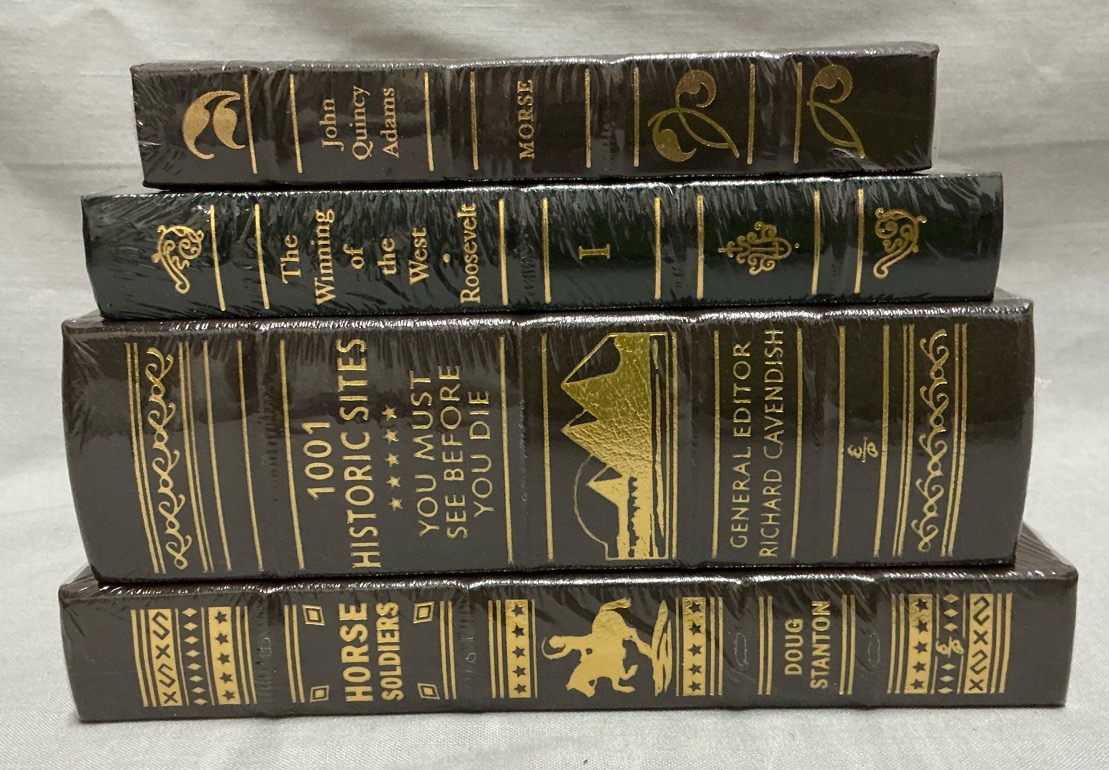 John
Quincy
Adams
MORSE
The
Winning
of
the
West
•
Roosevelt
I
1001
HISTORIC SITES
★★★★★★
YOU MUST
SEE BEFORE
YOU DIE
GENERAL EDITOR
RICHARD CAVENDISH
HORSE
SOLDIERS
DOUG
STANTON